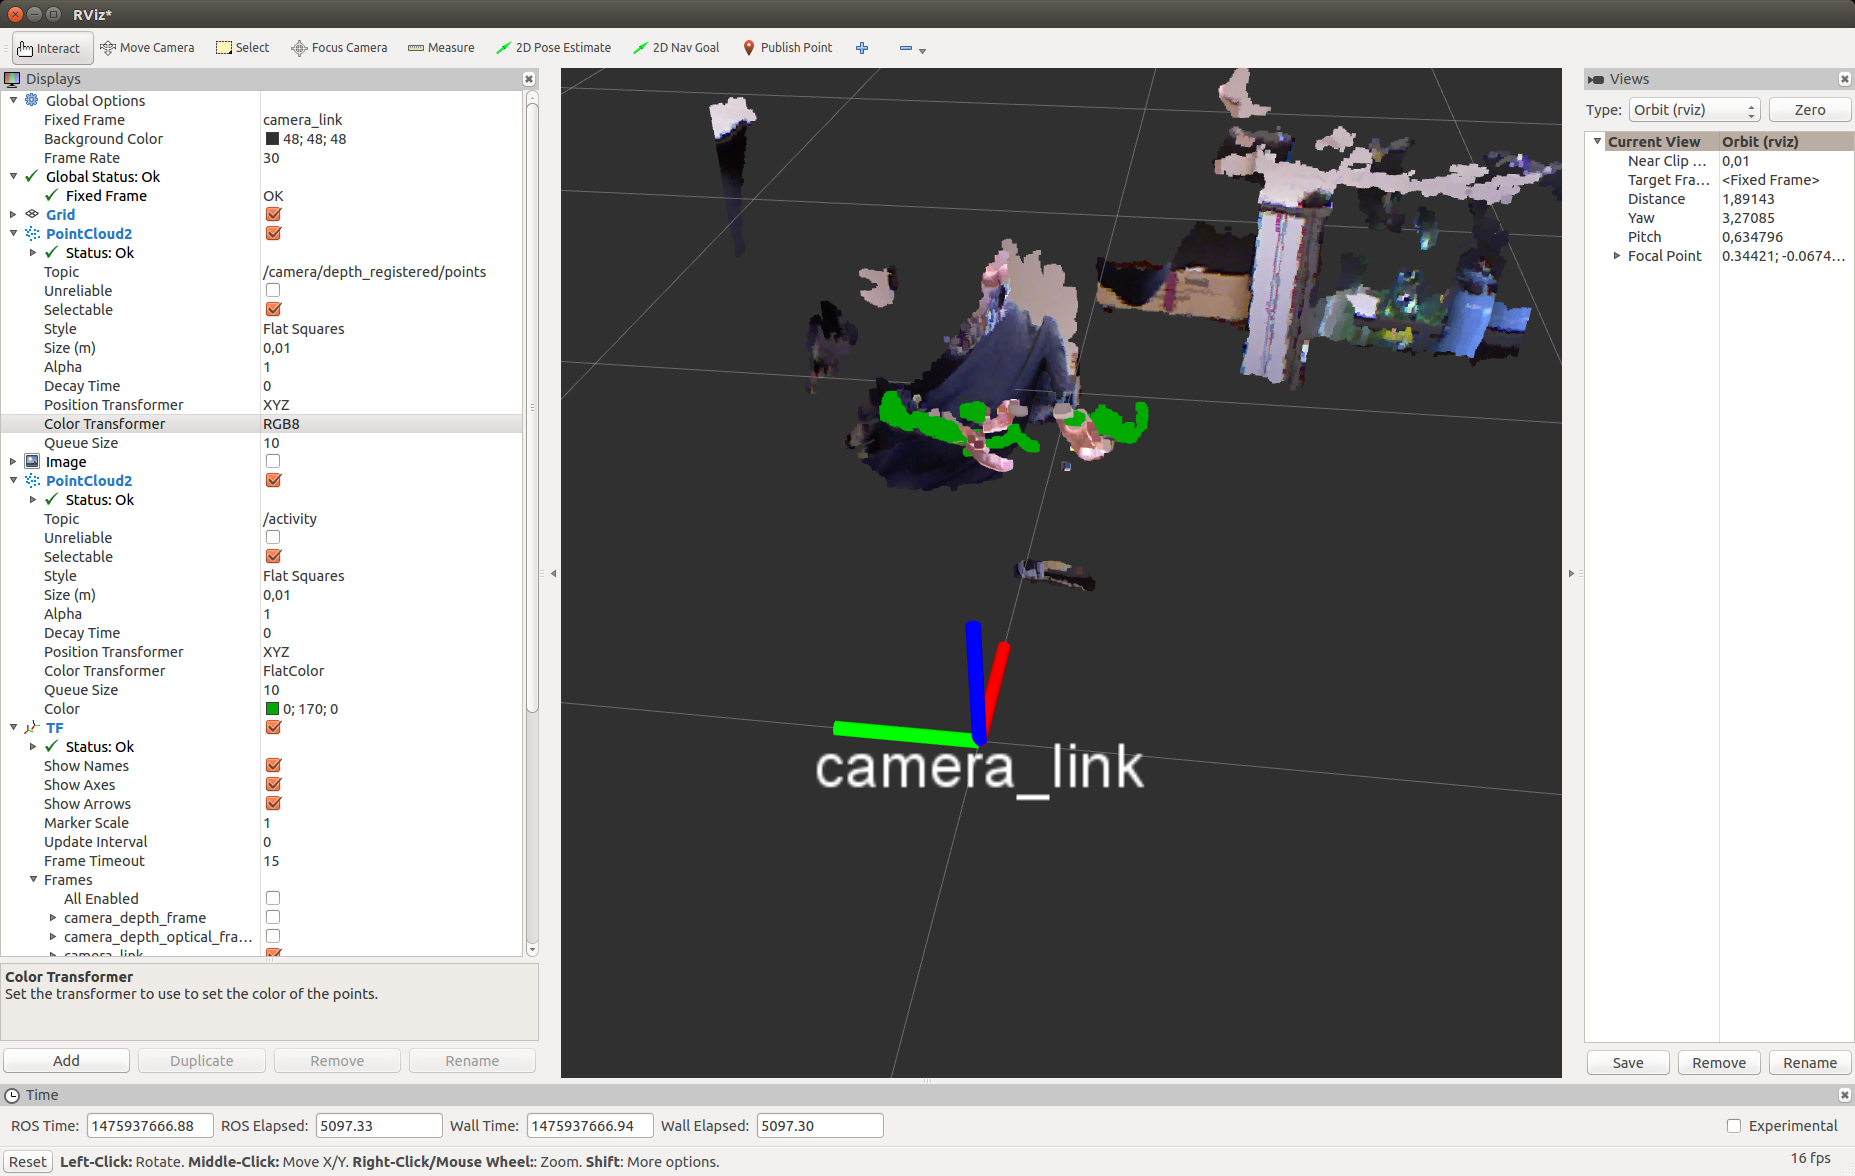 RViz*
Interact Move Camera Select Focus Camera Measure 2D Pose Estimate 2D Nav Goal Publish Point
Displays
Global Options
Fixed Frame camera_link
Background Color 48; 48; 48
Frame Rate 30
Global Status: Ok
Fixed Frame OK
Grid
PointCloud2
Status: Ok
Topic /camera/depth_registered/points
Unreliable
Selectable
Style Flat Squares
Size (m) 0,01
Alpha 1
Decay Time 0
Position Transformer XYZ
Color Transformer RGB8
Queue Size 10
Image
PointCloud2
Status: Ok
Topic /activity
Unreliable
Selectable
Style Flat Squares
Size (m) 0,01
Alpha 1
Decay Time 0
Position Transformer XYZ
Color Transformer FlatColor
Queue Size 10
Color 0; 170; 0
TF
Status: Ok
Show Names
Show Axes
Show Arrows
Marker Scale 1
Update Interval 0
Frame Timeout 15
Frames
All Enabled
camera_depth_frame
camera_depth_optical_fra...
camera_link
Color Transformer
Set the transformer to use to set the color of the points.
Add Duplicate Remove Rename
camera_link
Views
Type: Orbit (rviz) Zero
Current View Orbit (rviz)
Near Clip ... 0,01
Target Fra... <Fixed Frame>
Distance 1,89143
Yaw 3,27085
Pitch 0,634796
Focal Point 0.34421; -0.0674...
Save Remove Rename
Time
ROS Time: 1475937666.88 ROS Elapsed: 5097.33 Wall Time: 1475937666.94 Wall Elapsed: 5097.30 Experimental
Reset Left-Click: Rotate. Middle-Click: Move X/Y. Right-Click/Mouse Wheel:: Zoom. Shift: More options. 16 fps